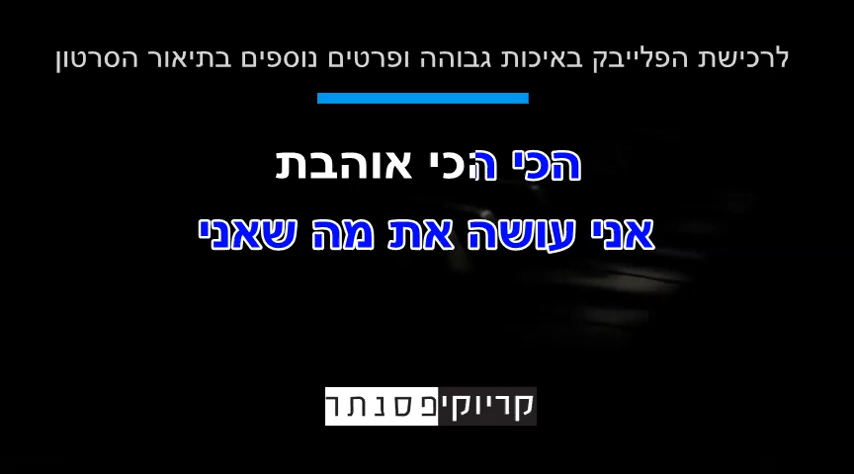 לרכישת הפלייבק באיכות גבוהה ופרטים נוספים בתיאור הסרטון
הכי הכי אוהבת
אני עושה את מה שאני
קריוקיפסנתר